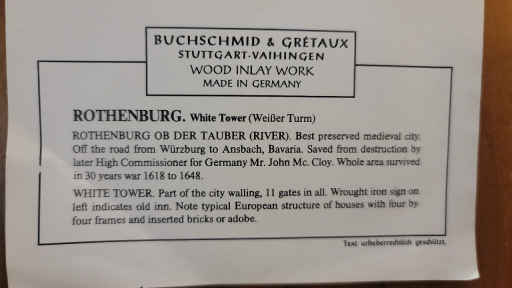 BUCHSCHMID & GRÉTAUX
STUTTGART-VAIHINGEN
WOOD INLAY WORK
MADE IN GERMANY
ROTHENBURG. White Tower (Weißer Turm)
ROTHENBURG OB DER TAUBER (RIVER). Best preserved medieval city.
Off the road from Würzburg to Ansbach, Bavaria. Saved from destruction by
later High Commissioner for Germany Mr. John Mc. Cloy. Whole area survived
in 30 years war 1618 to 1648.
WHITE TOWER. Part of the city walling, 11 gates in all. Wrought iron sign on
left indicates old inn. Note typical European structure of houses with four by
four frames and inserted bricks or adobe.
Text urheberrechtlich geschützt.